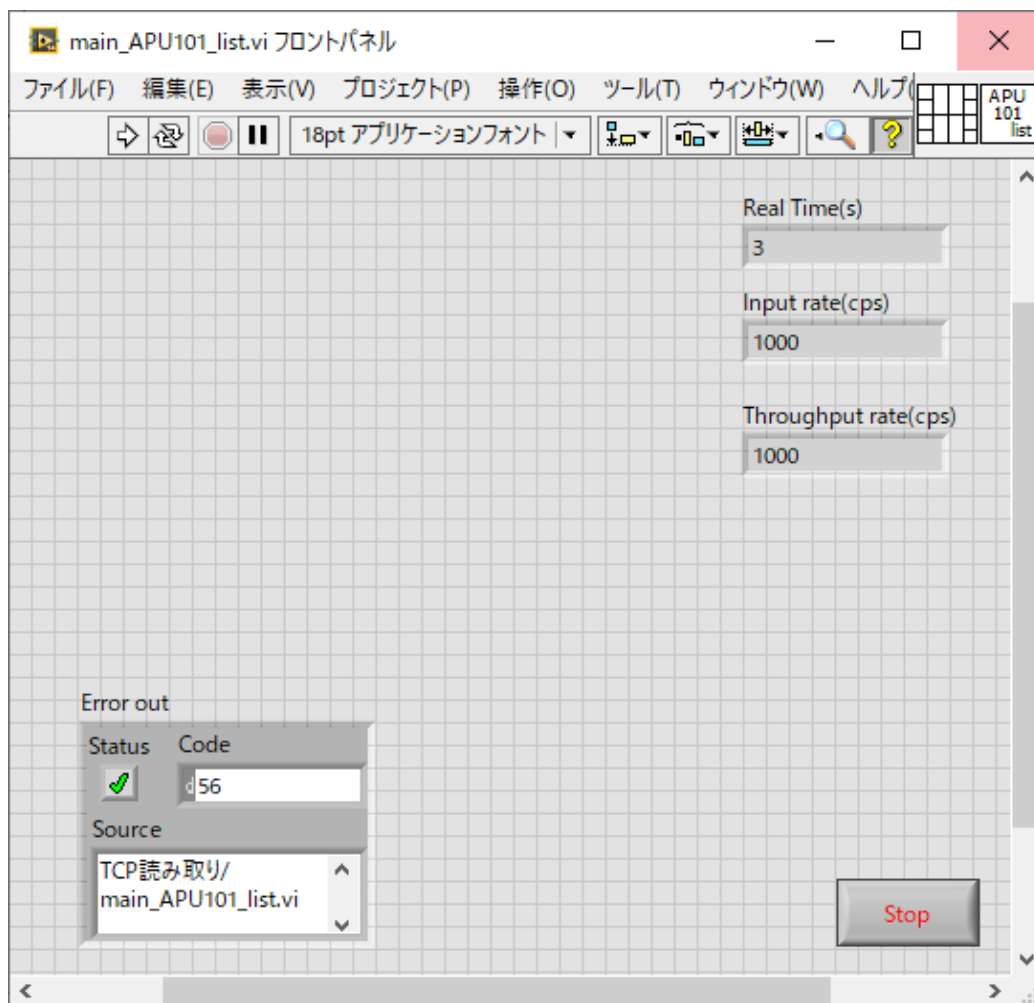 main_APU101_list.vi フロントパネル
ファイル(F) 編集(E) 表示(V) プロジェクト(P) 操作(O) ツール(T) ウィンドウ(W) ヘルプ(
APU
101
list
18pt アプリケーションフォント
Real Time(s)
3
Input rate(cps)
1000
Throughput rate(cps)
1000
Error out
Status Code
d 56
Source
TCP読み取り/
main_APU101_list.vi
Stop